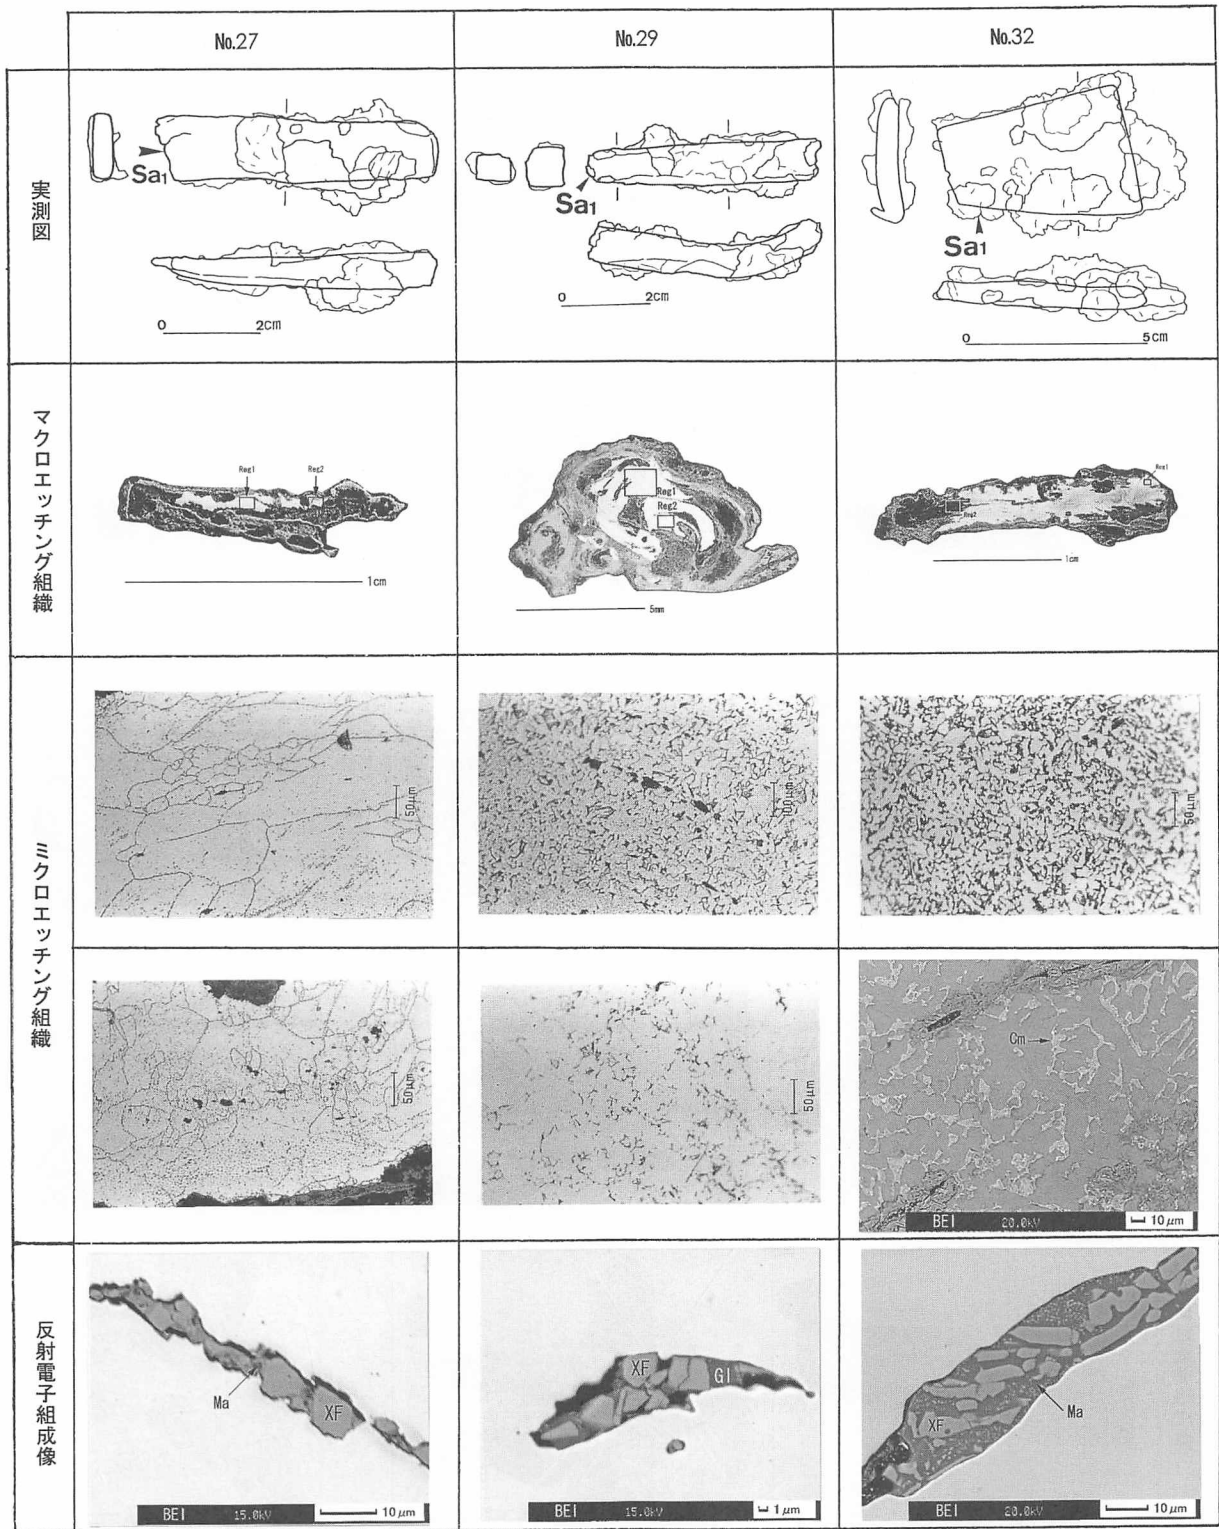 No.27
No.29
No.32
実測図
Sa1
0 2cm
Sa1
0 2cm
Sa1
0 5cm
マクロエッチング組織
Reg1
Reg2
1cm
Reg1
Reg2
5mm
Reg1
Reg2
1cm
ミクロエッチング組織
50μm
100μm
50μm
50μm
50μm
Cm
BEI 20.0kV 10μm
反射電子組成像
Ma
XF
BEI 15.0kV 10μm
XF
Gl
BEI 15.0kV 1μm
XF
Ma
BEI 20.0kV 10μm